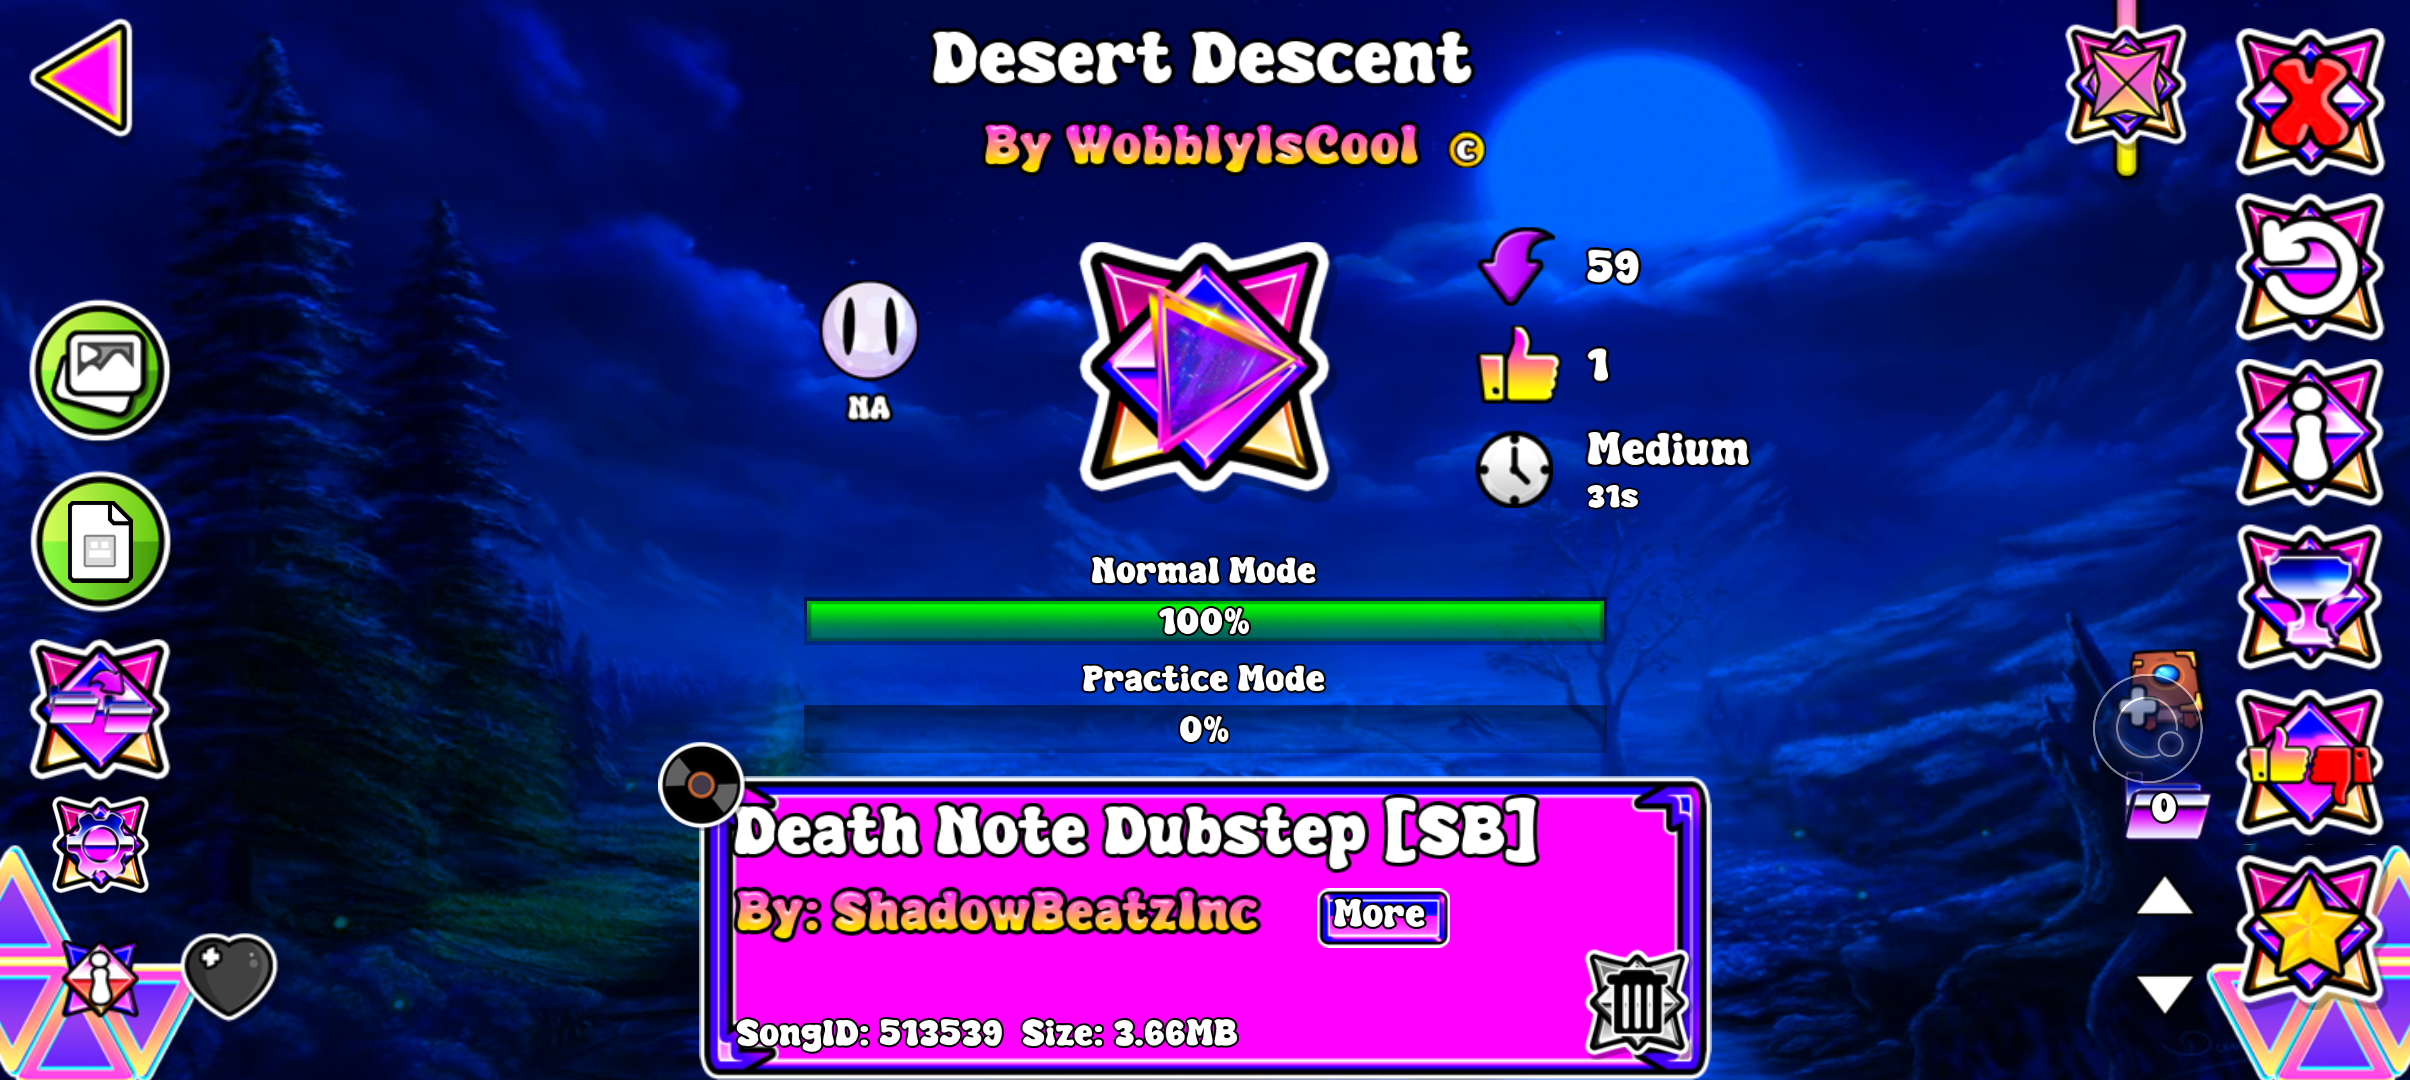 Desert Descent
By WobblyIsCool
©
59
1
NA
Medium
31s
Normal Mode
100%
Practice Mode
0%
Death Note Dubstep [SB]
By: ShadowBeatzInc
More
0
SongID: 513539 Size: 3.66MB